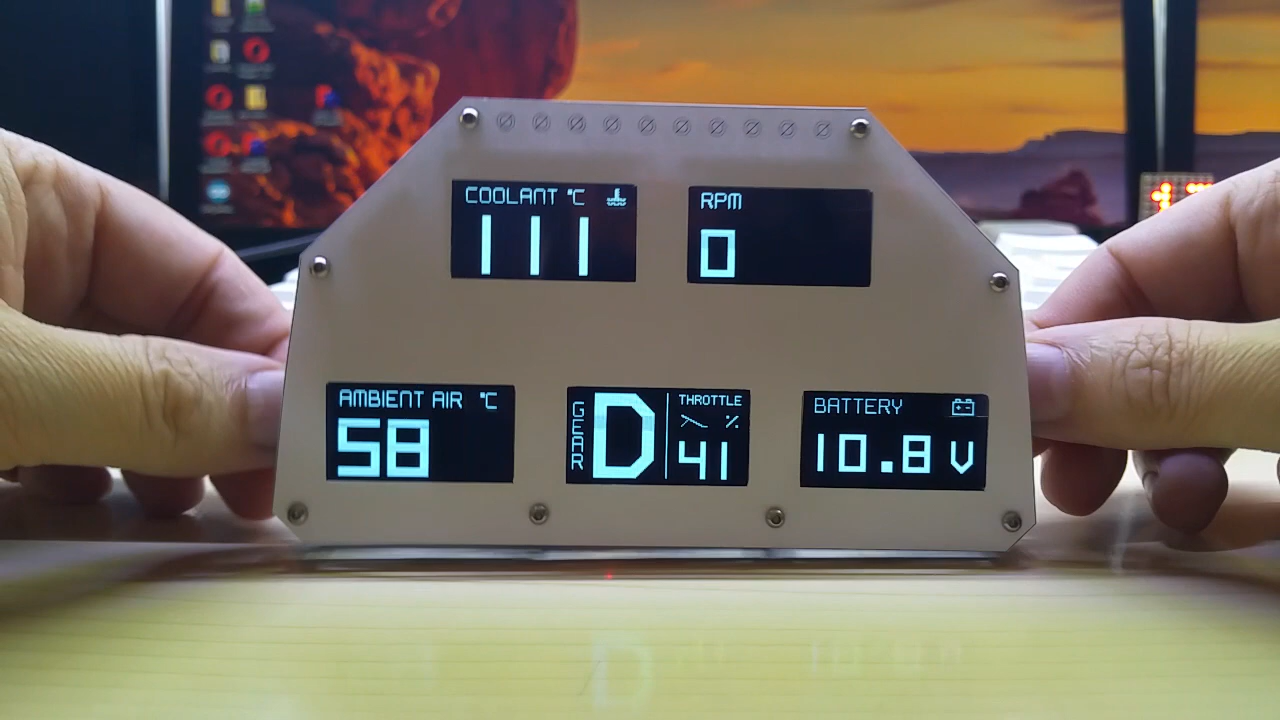 COOLANT °C
111
RPM
0
AMBIENT AIR °C
58
GEAR
D
THROTTLE
%
41
BATTERY
10.8 V